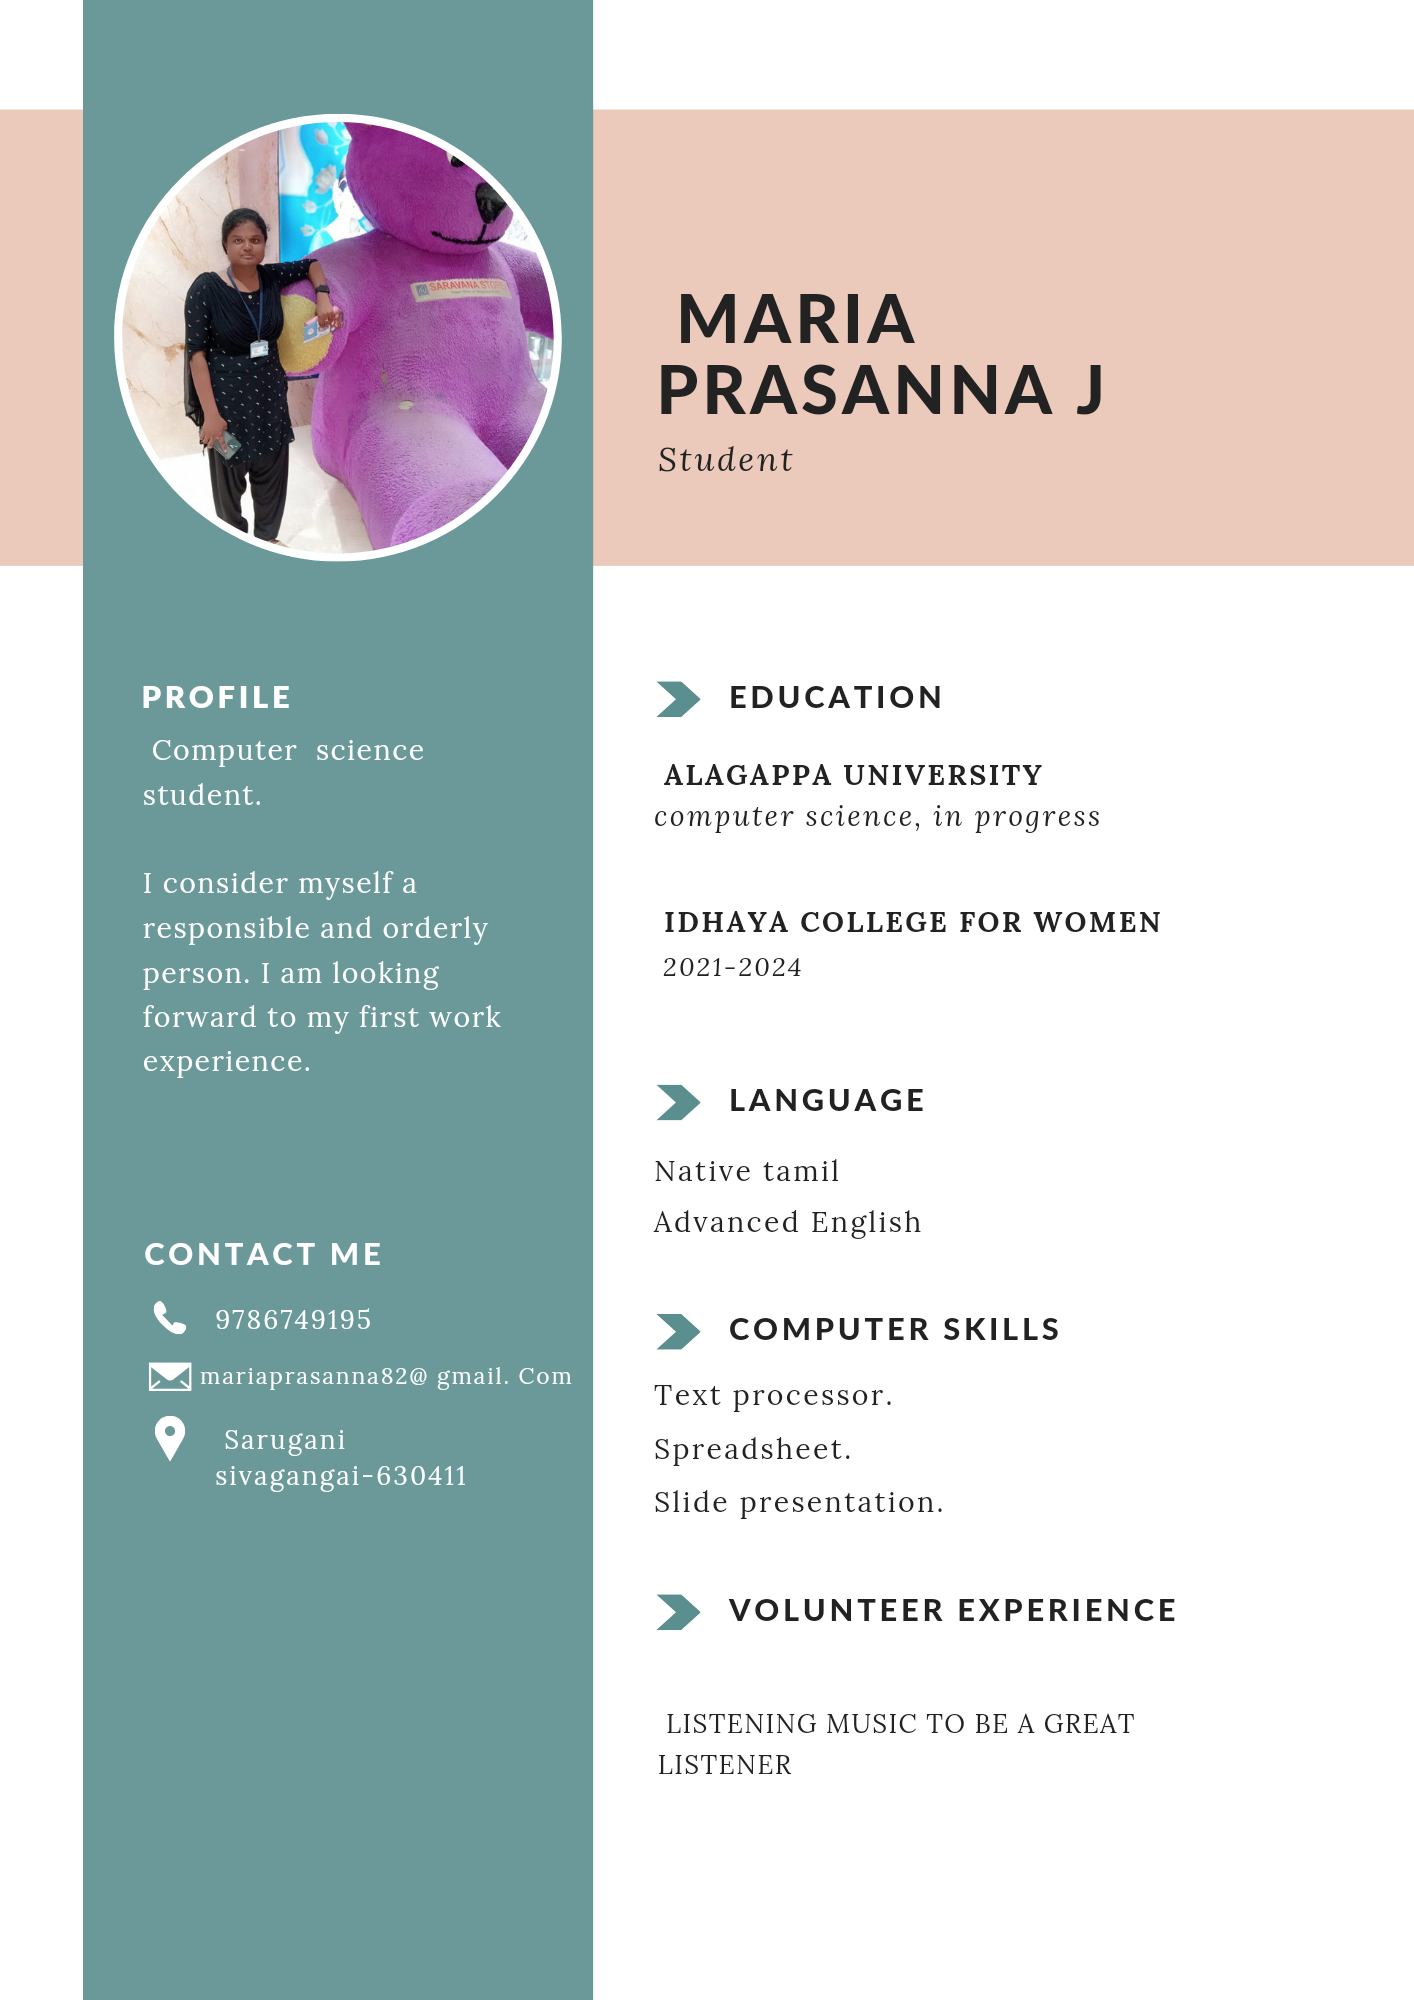 SARAVANA STORES
MARIA
PRASANNA J
Student
PROFILE
Computer science
student.
I consider myself a
responsible and orderly
person. I am looking
forward to my first work
experience.
CONTACT ME
9786749195
mariaprasanna82@ gmail. Com
Sarugani
sivagangai-630411
EDUCATION
ALAGAPPA UNIVERSITY
computer science, in progress
IDHAYA COLLEGE FOR WOMEN
2021-2024
LANGUAGE
Native tamil
Advanced English
COMPUTER SKILLS
Text processor.
Spreadsheet.
Slide presentation.
VOLUNTEER EXPERIENCE
LISTENING MUSIC TO BE A GREAT
LISTENER